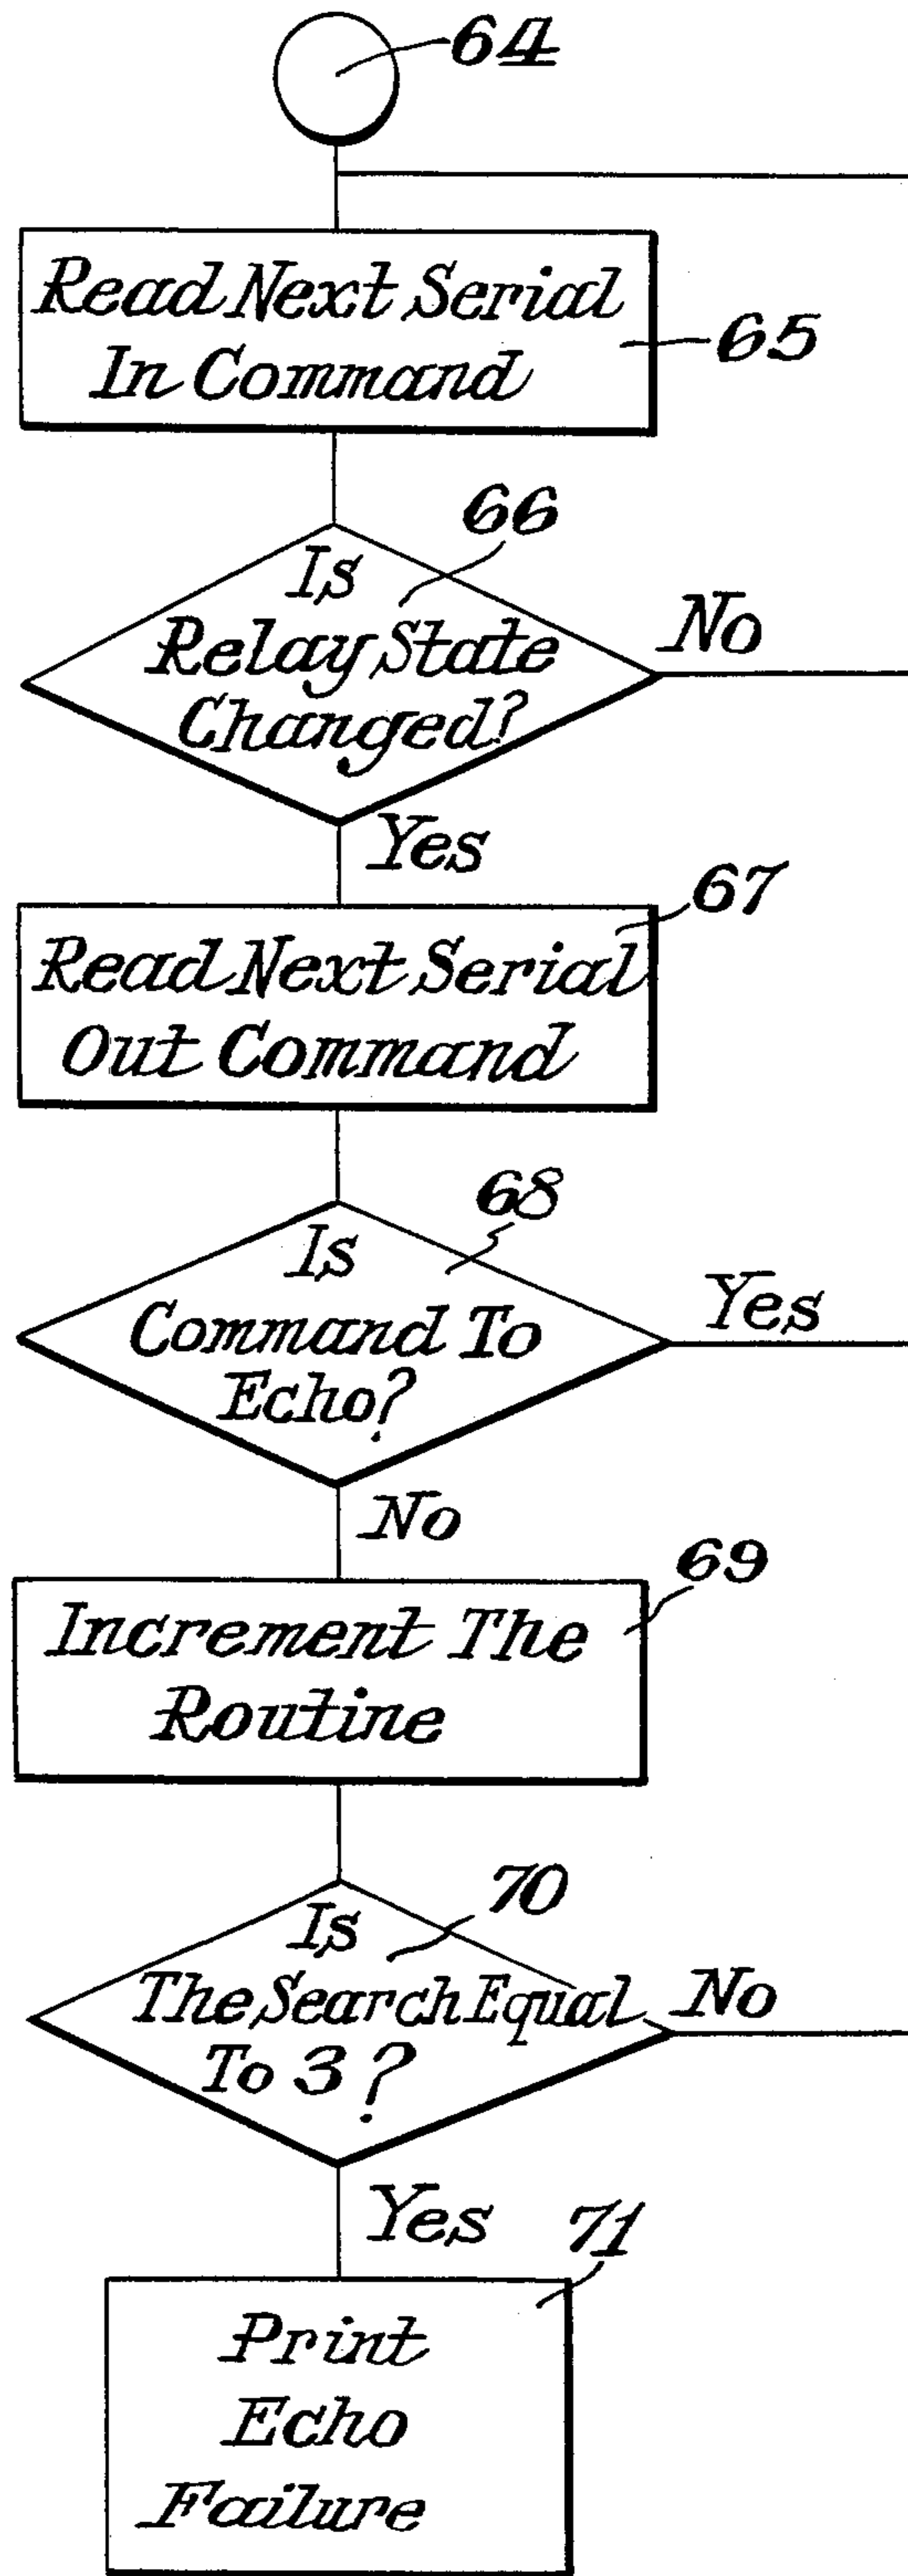 64
Read Next Serial
In Command
65
66
Is
Relay State
Changed?
No
Yes
67
Read Next Serial
Out Command
68
Is
Command To
Echo?
Yes
No
69
Increment The
Routine
70
Is
The Search Equal
To 3?
No
Yes
71
Print
Echo
Failure